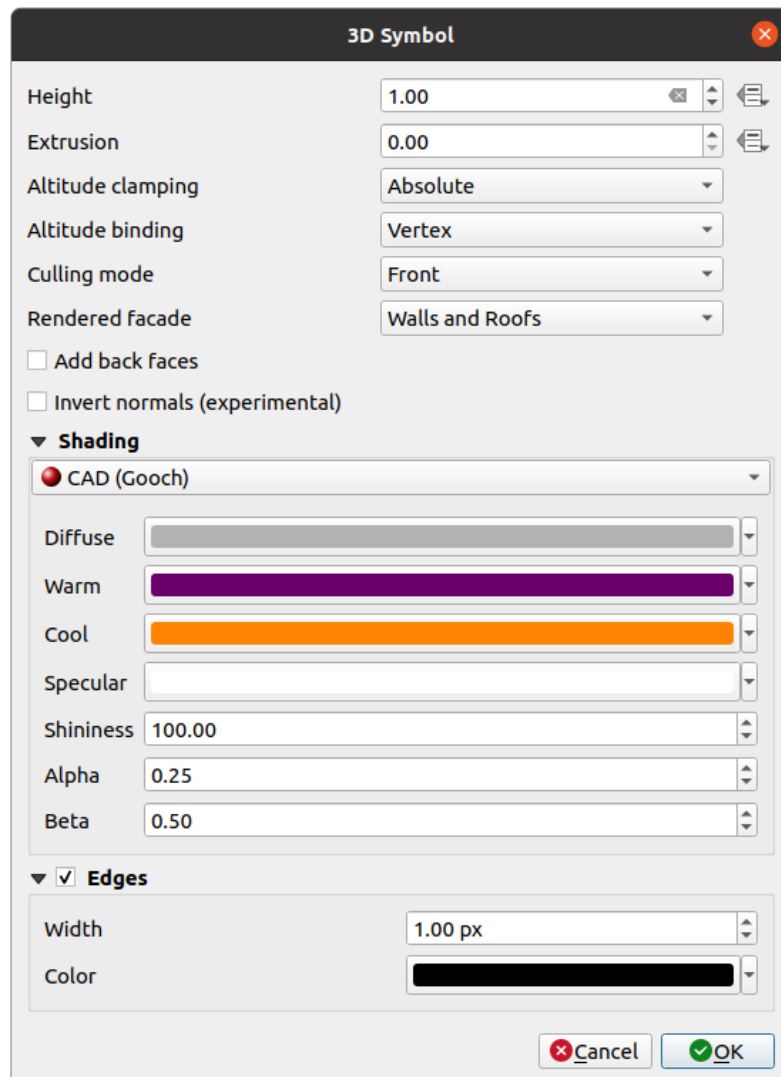 3D Symbol
Height 1.00
Extrusion 0.00
Altitude clamping Absolute
Altitude binding Vertex
Culling mode Front
Rendered facade Walls and Roofs
Add back faces
Invert normals (experimental)
Shading
CAD (Gooch)
Diffuse
Warm
Cool
Specular
Shininess 100.00
Alpha 0.25
Beta 0.50
Edges
Width 1.00 px
Color
Cancel OK